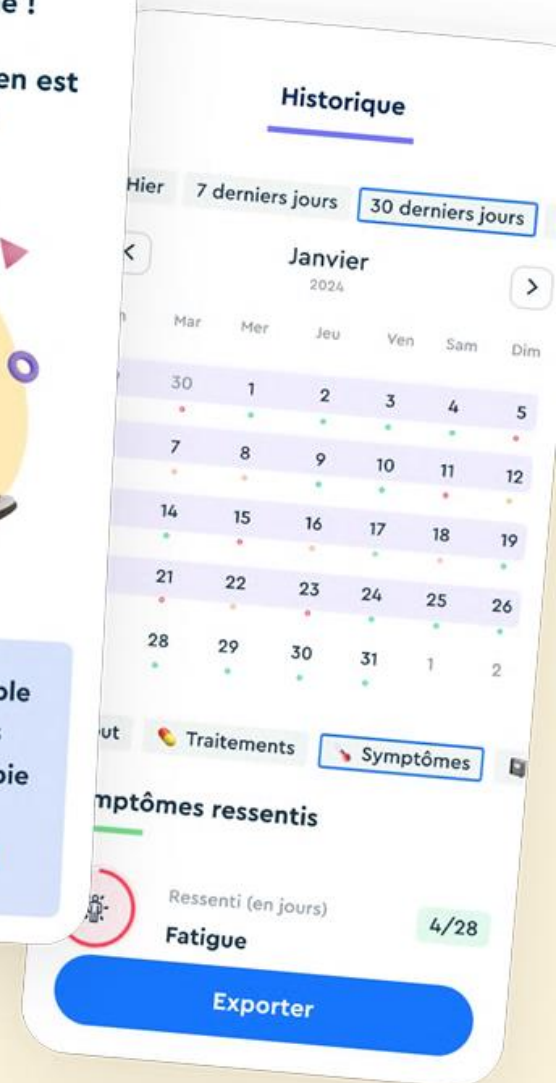 e !
en est
Historique
Hier 7 derniers jours 30 derniers jours
Janvier
2024
Mar Mer Jeu Ven Sam Dim
30 1 2 3 4 5
7 8 9 10 11 12
14 15 16 17 18 19
21 22 23 24 25 26
28 29 30 31 1 2
ole
pie
ut Traitements Symptômes
mptômes ressentis
Ressenti (en jours)
Fatigue
4/28
Exporter